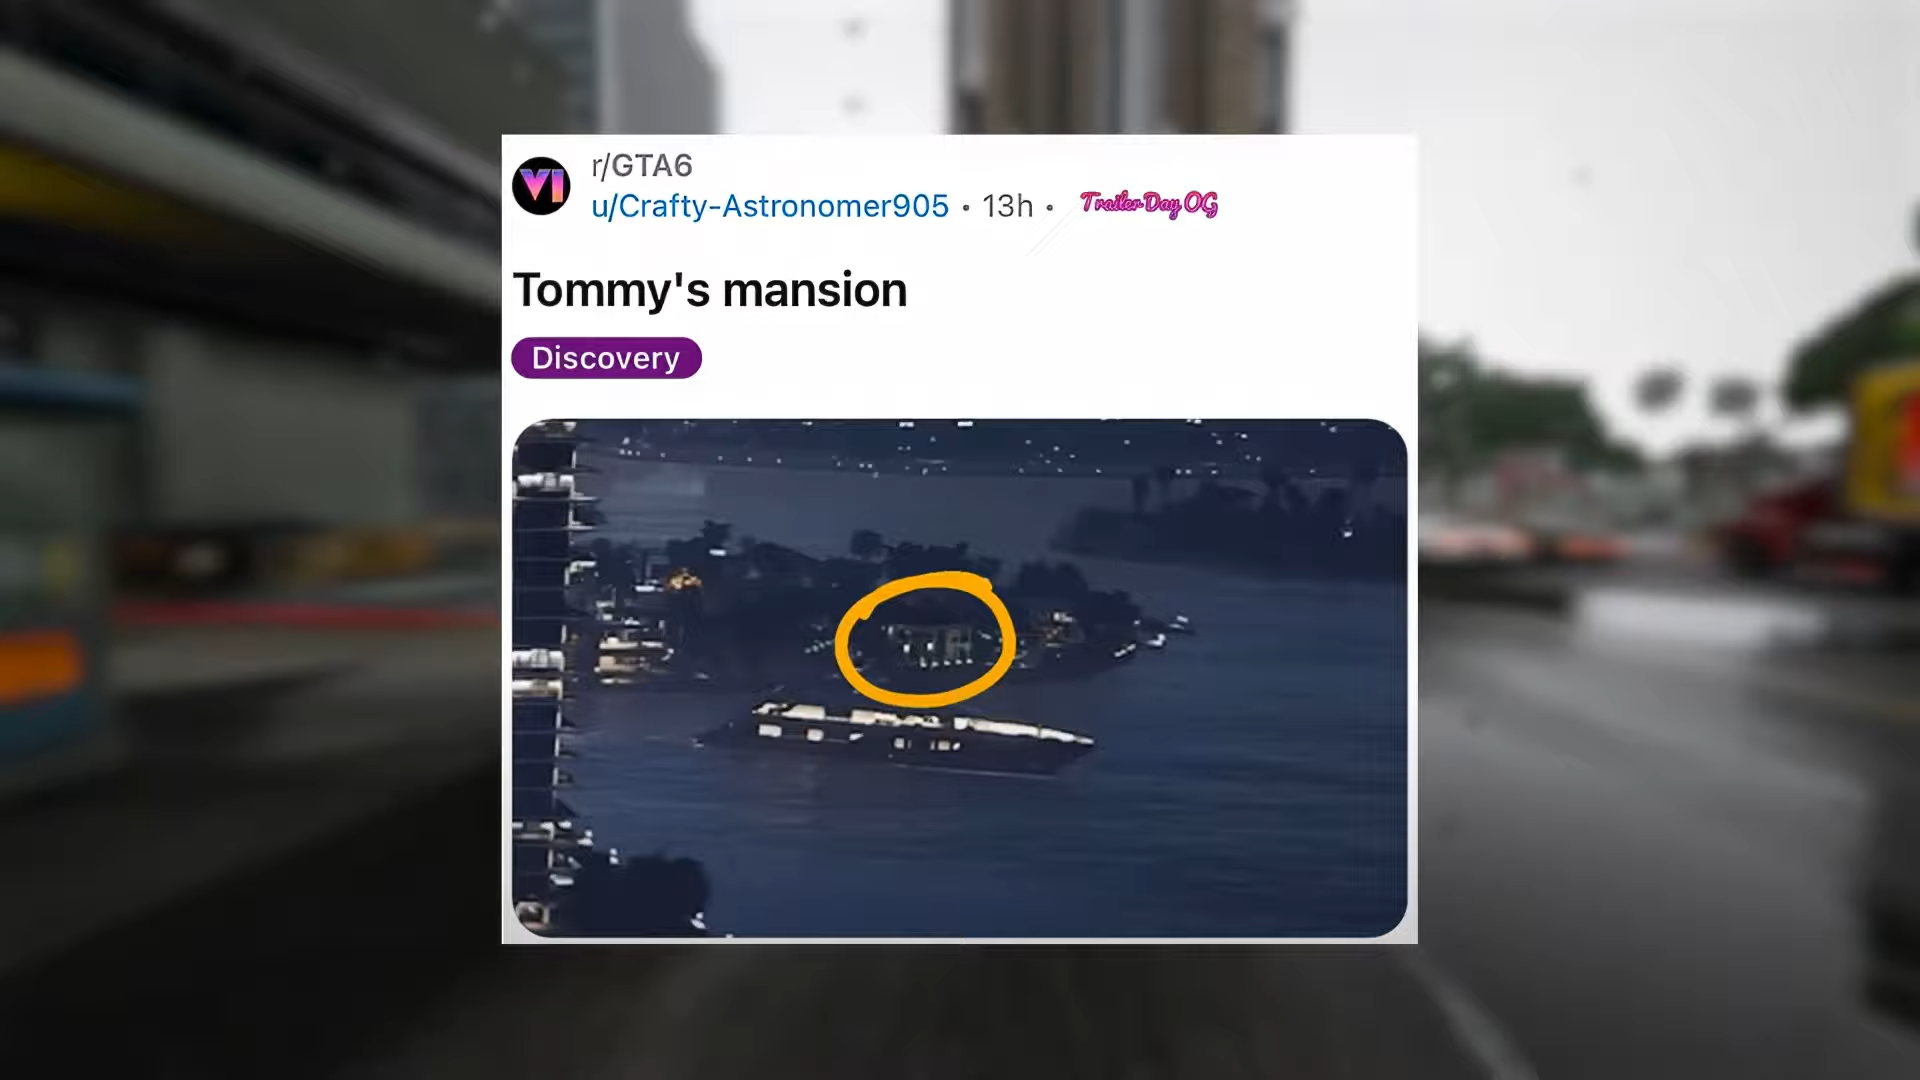 VI
r/GTA6
u/Crafty-Astronomer905 • 13h •
Trailer Day OG
Tommy's mansion
Discovery